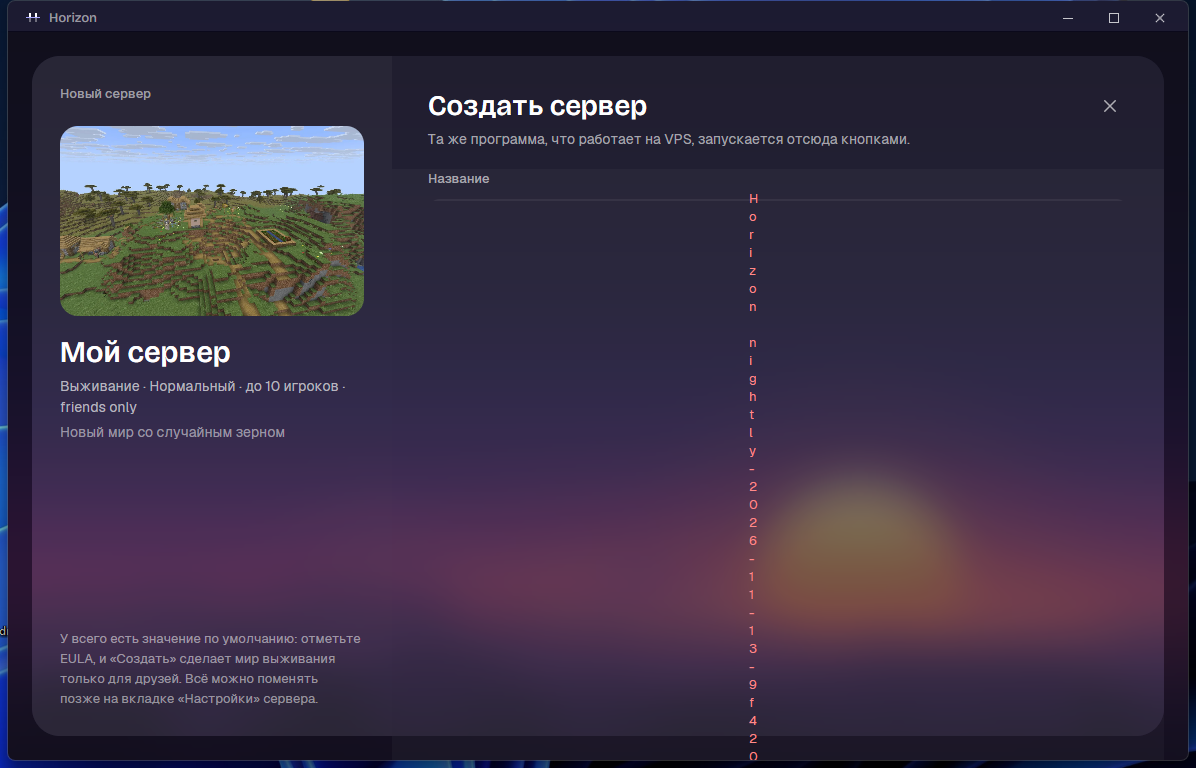 Horizon
Новый сервер
Мой сервер
Выживание · Нормальный · до 10 игроков ·
friends only
Новый мир со случайным зерном
У всего есть значение по умолчанию: отметьте
EULA, и «Создать» сделает мир выживания
только для друзей. Всё можно поменять
позже на вкладке «Настройки» сервера.
Создать сервер
Та же программа, что работает на VPS, запускается отсюда кнопками.
Название
H
o
r
i
z
o
n
n
i
g
h
t
l
y
-
2
0
2
6
-
1
1
-
1
3
-
9
f
4
2
0